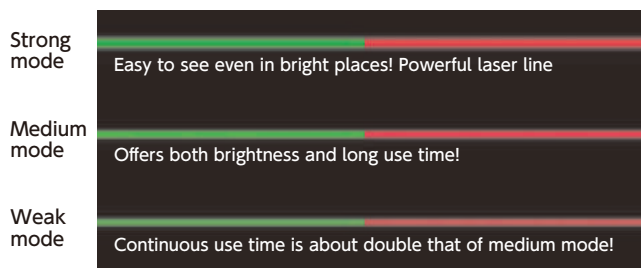 Strong
mode
Easy to see even in bright places! Powerful laser line
Medium
mode
Offers both brightness and long use time!
Weak
mode
Continuous use time is about double that of medium mode!